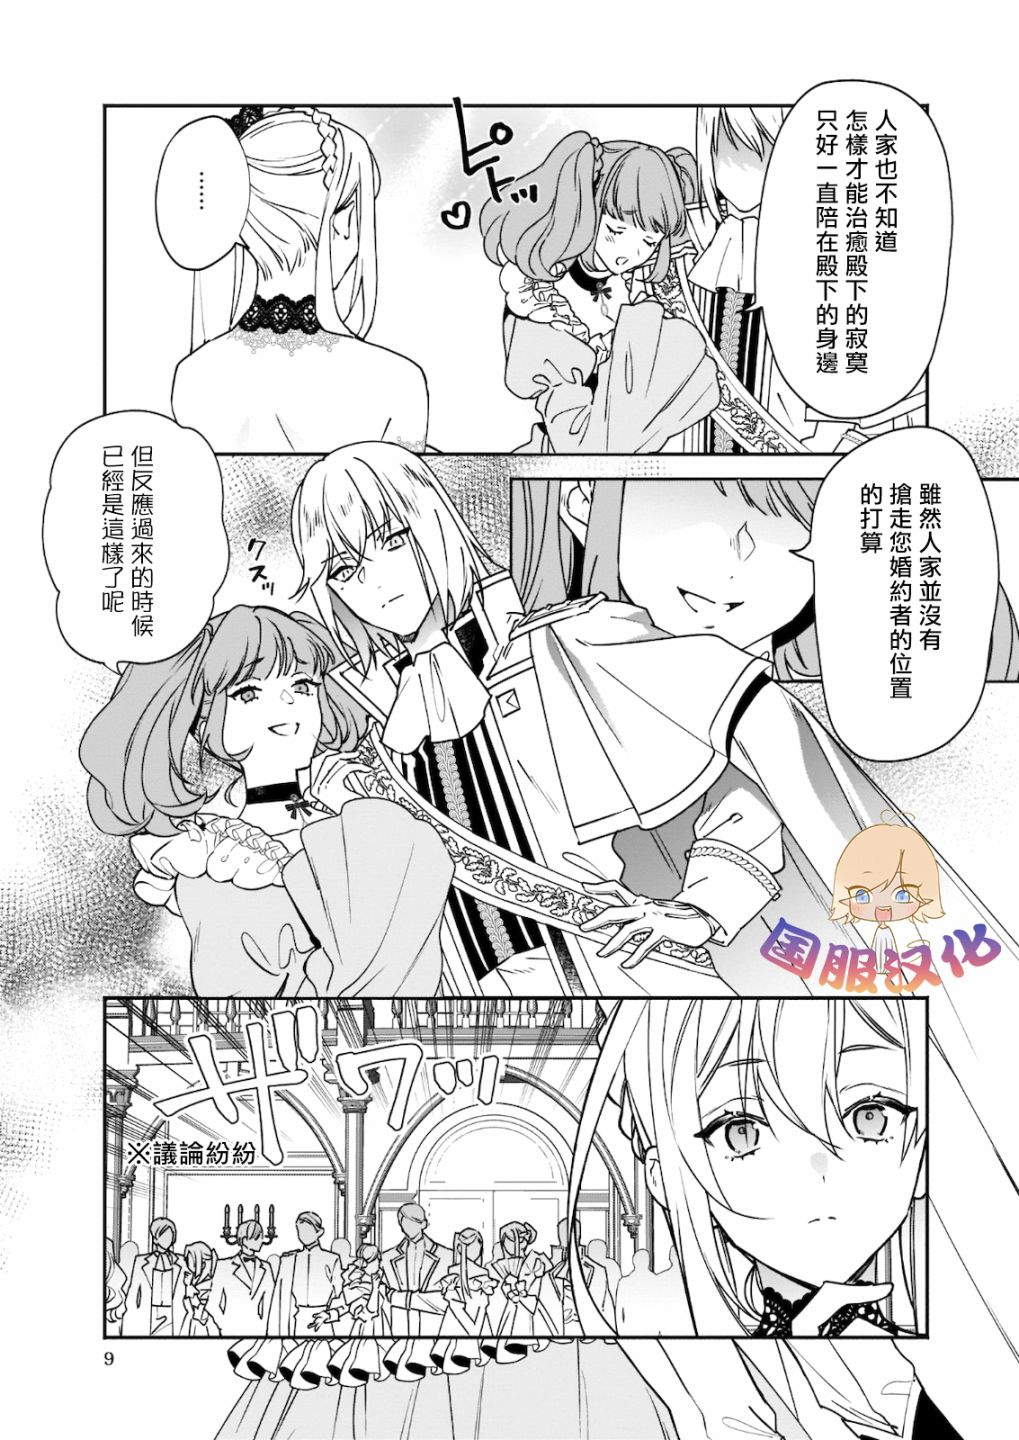 人家也不知道
怎樣才能治癒殿下的寂寞
只好一直陪在殿下的身邊
ピトッ
……
雖然人家並沒有
搶走您婚約者的位置
的打算
クスッ
但反應過來的時候
已經是這樣了呢
国服汉化
ザワッ
※議論紛紛
9